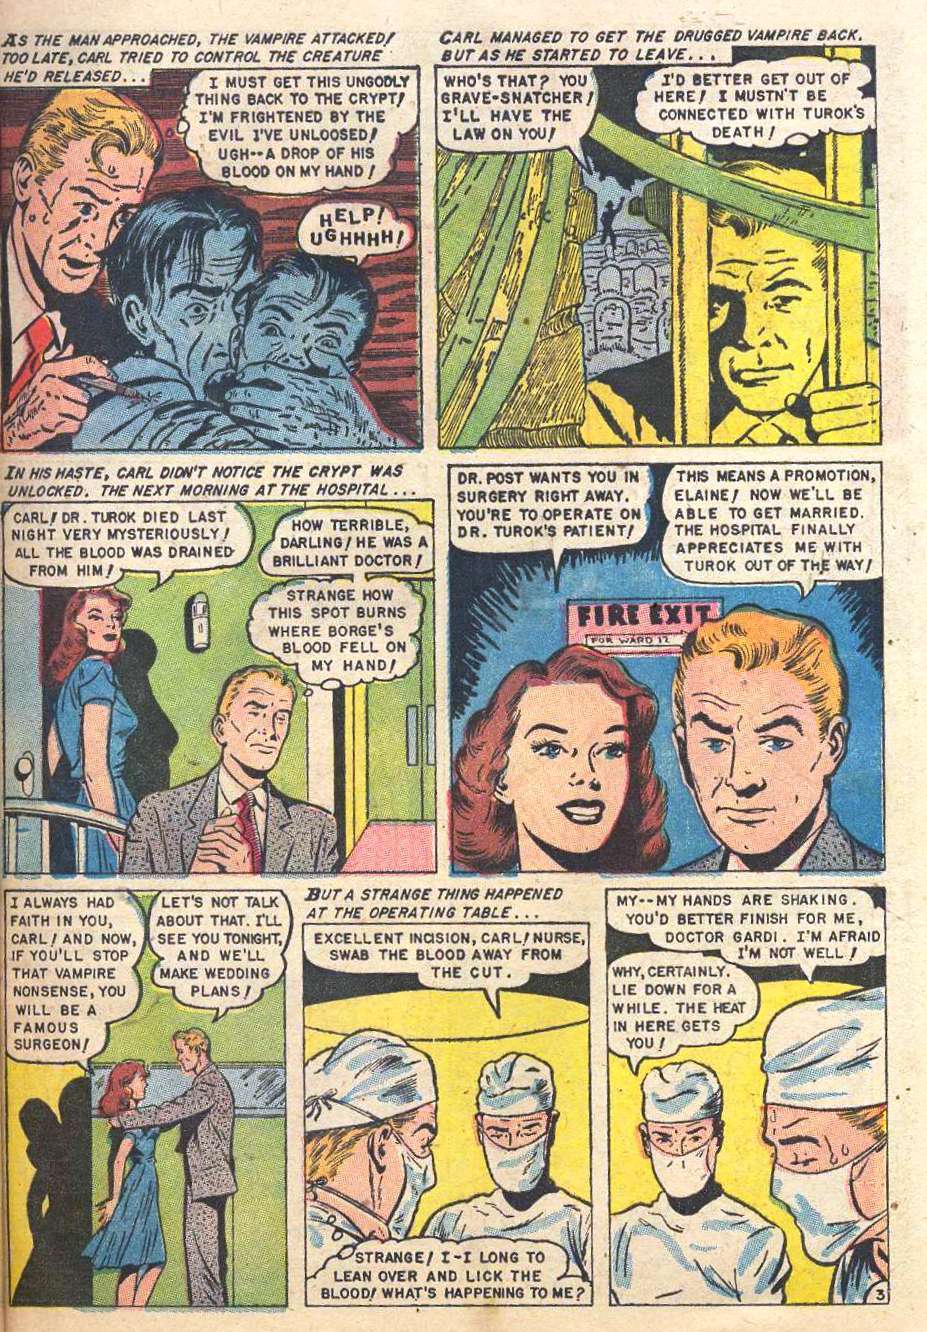 AS THE MAN APPROACHED, THE VAMPIRE ATTACKED!
TOO LATE, CARL TRIED TO CONTROL THE CREATURE
HE'D RELEASED...
I MUST GET THIS UNGODLY
THING BACK TO THE CRYPT!
I'M FRIGHTENED BY THE
EVIL I'VE UNLOOSED!
UGH--A DROP OF HIS
BLOOD ON MY HAND!
HELP!
UGHHHH!
CARL MANAGED TO GET THE DRUGGED VAMPIRE BACK.
BUT AS HE STARTED TO LEAVE...
WHO'S THAT? YOU
GRAVE-SNATCHER!
I'LL HAVE THE
LAW ON YOU!
I'D BETTER GET OUT OF
HERE! I MUSTN'T BE
CONNECTED WITH TUROK'S
DEATH!
IN HIS HASTE, CARL DIDN'T NOTICE THE CRYPT WAS
UNLOCKED. THE NEXT MORNING AT THE HOSPITAL...
CARL! DR. TUROK DIED LAST
NIGHT VERY MYSTERIOUSLY!
ALL THE BLOOD WAS DRAINED
FROM HIM!
HOW TERRIBLE,
DARLING! HE WAS A
BRILLIANT DOCTOR!
STRANGE HOW
THIS SPOT BURNS
WHERE BORGE'S
BLOOD FELL ON
MY HAND!
DR. POST WANTS YOU IN
SURGERY RIGHT AWAY.
YOU'RE TO OPERATE ON
DR. TUROK'S PATIENT!
THIS MEANS A PROMOTION,
ELAINE! NOW WE'LL BE
ABLE TO GET MARRIED.
THE HOSPITAL FINALLY
APPRECIATES ME WITH
TUROK OUT OF THE WAY!
FIRE EXIT
FOR WARD 12
I ALWAYS HAD
FAITH IN YOU,
CARL! AND NOW,
IF YOU'LL STOP
THAT VAMPIRE
NONSENSE, YOU
WILL BE A
FAMOUS
SURGEON!
LET'S NOT TALK
ABOUT THAT. I'LL
SEE YOU TONIGHT,
AND WE'LL
MAKE WEDDING
PLANS!
BUT A STRANGE THING HAPPENED
AT THE OPERATING TABLE...
EXCELLENT INCISION, CARL! NURSE,
SWAB THE BLOOD AWAY FROM
THE CUT.
STRANGE! I-I LONG TO
LEAN OVER AND LICK THE
BLOOD! WHAT'S HAPPENING TO ME?
MY--MY HANDS ARE SHAKING.
YOU'D BETTER FINISH FOR ME,
DOCTOR GARDI. I'M AFRAID
I'M NOT WELL!
WHY, CERTAINLY.
LIE DOWN FOR A
WHILE. THE HEAT
IN HERE GETS
YOU!
3